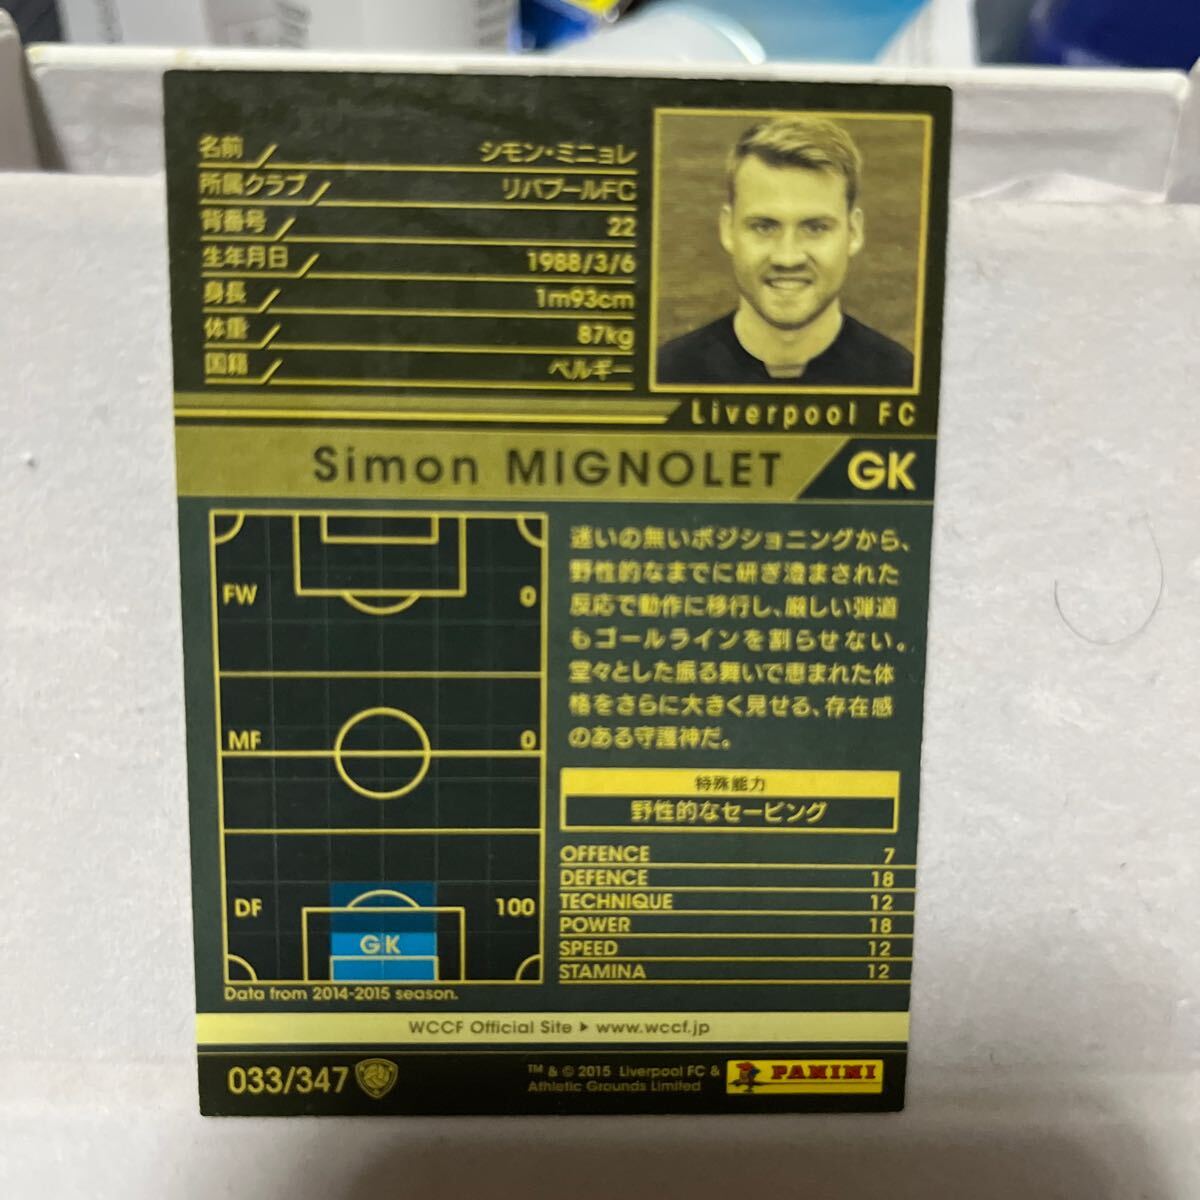 名前 シモン・ミニョレ
所属クラブ リバプールFC
背番号 22
生年月日 1988/3/6
身長 1m93cm
体重 87kg
国籍 ベルギー
Liverpool FC
Simon MIGNOLET GK
FW 0
MF 0
DF 100
GK
Data from 2014-2015 season.
迷いの無いポジショニングから、
野性的なまでに研ぎ澄まされた
反応で動作に移行し、厳しい弾道
もゴールラインを割らせない。
堂々とした振る舞いで恵まれた体
格をさらに大きく見せる、存在感
のある守護神だ。
特殊能力
野性的なセービング
OFFENCE 7
DEFENCE 18
TECHNIQUE 12
POWER 18
SPEED 12
STAMINA 12
WCCF Official Site ▶ www.wccf.jp
033/347
™ & © 2015 Liverpool FC &
Athletic Grounds Limited
PANINI